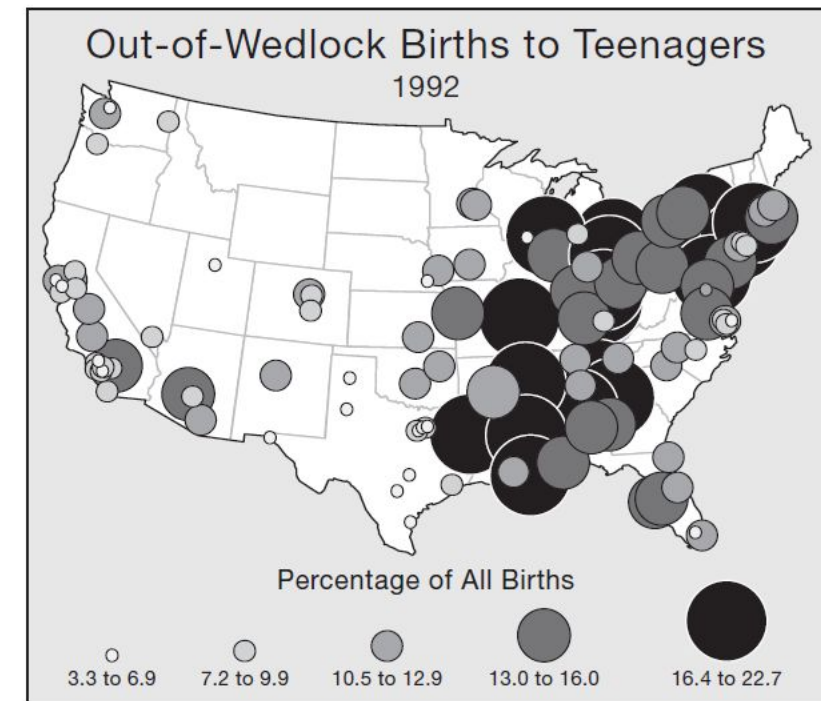 Out-of-Wedlock Births to Teenagers
1992
Percentage of All Births
3.3 to 6.9 7.2 to 9.9 10.5 to 12.9 13.0 to 16.0 16.4 to 22.7